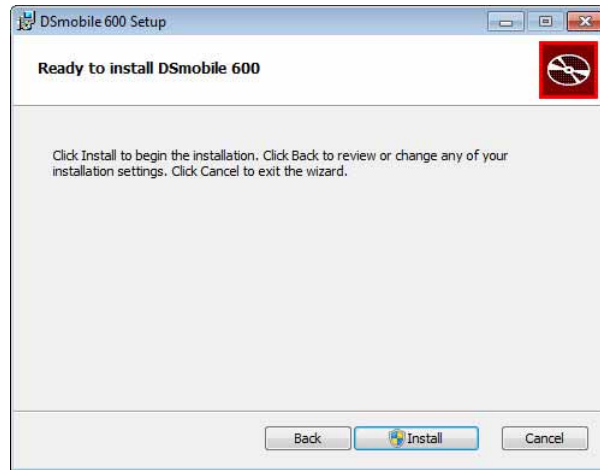 DSmobile 600 Setup
Ready to install DSmobile 600
Click Install to begin the installation. Click Back to review or change any of your
installation settings. Click Cancel to exit the wizard.
Back Install Cancel